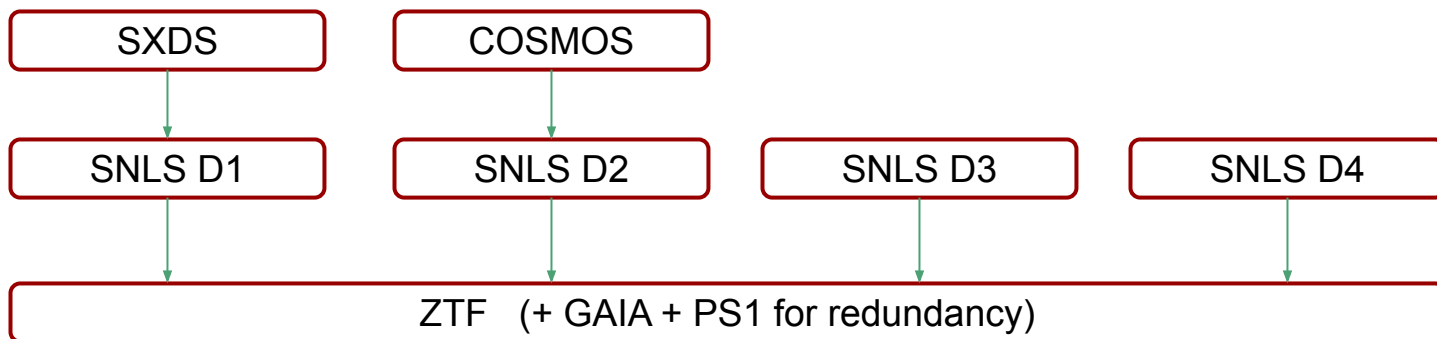 SXDS
COSMOS
SNLS D1
SNLS D2
SNLS D3
SNLS D4
ZTF (+ GAIA + PS1 for redundancy)